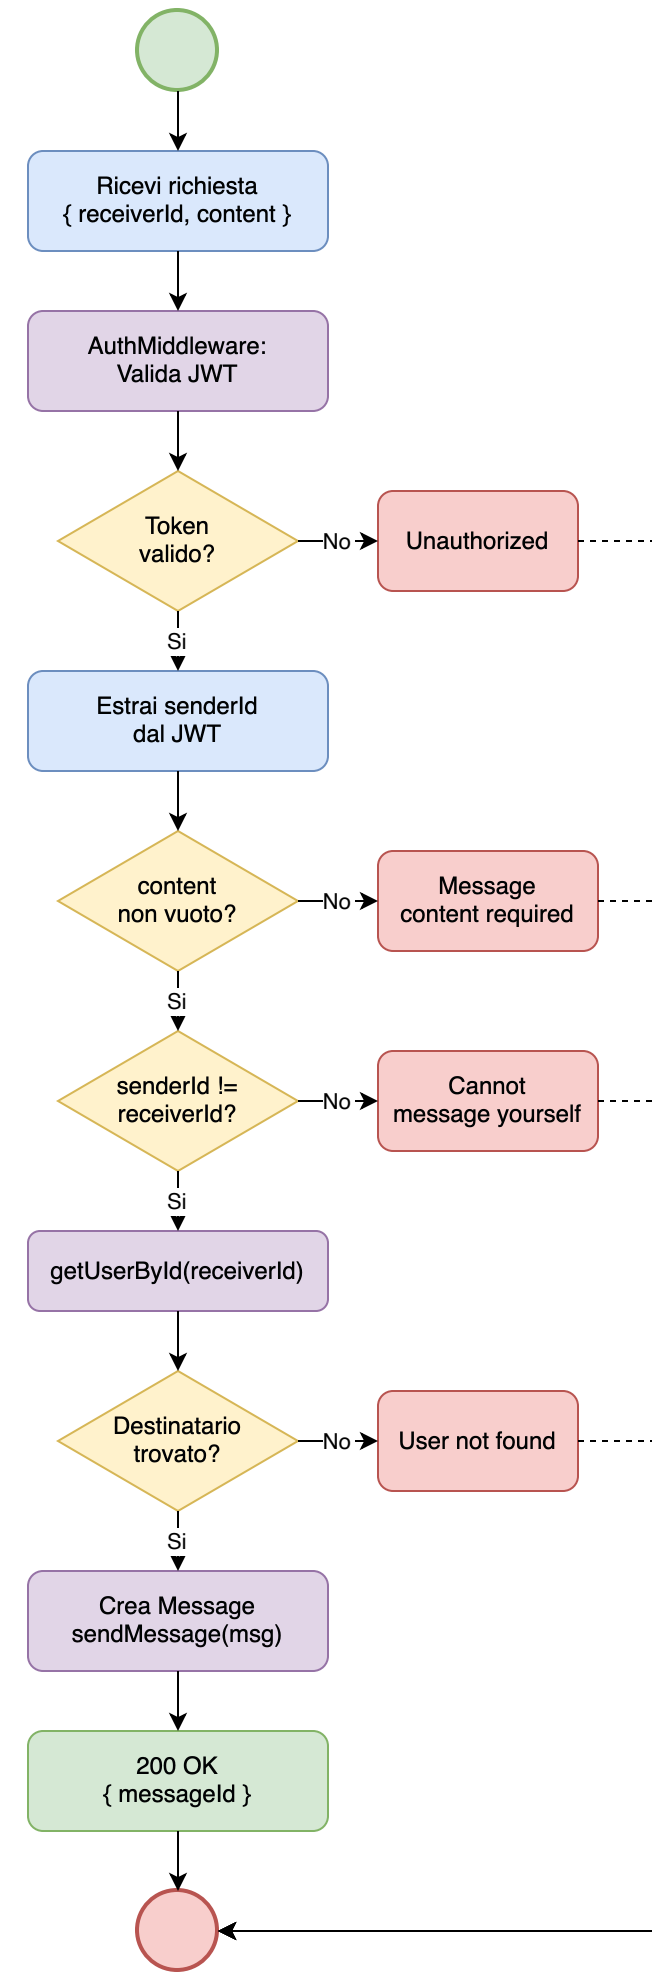 Ricevi richiesta
{ receiverId, content }
AuthMiddleware:
Valida JWT
Token
valido?
No
Unauthorized
Si
Estrai senderId
dal JWT
content
non vuoto?
No
Message
content required
Si
senderId !=
receiverId?
No
Cannot
message yourself
Si
getUserById(receiverId)
Destinatario
trovato?
No
User not found
Si
Crea Message
sendMessage(msg)
200 OK
{ messageId }